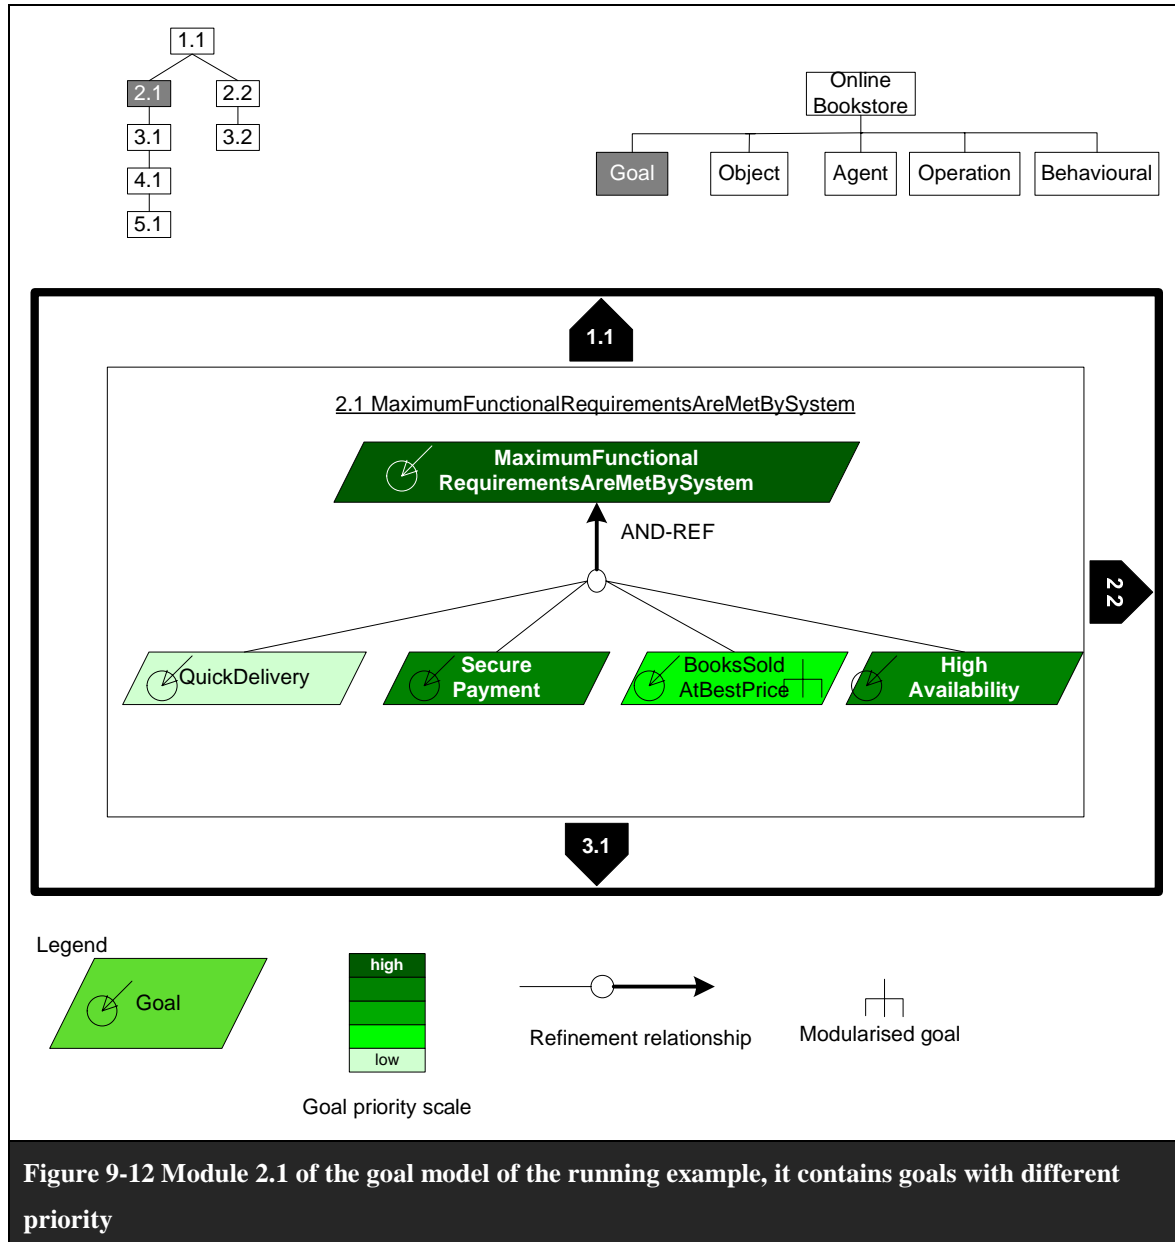 1.1
2.1
2.2
3.1
3.2
4.1
5.1
Online
Bookstore
Goal
Object
Agent
Operation
Behavioural
1.1
2.1 MaximumFunctionalRequirementsAreMetBySystem
MaximumFunctional
RequirementsAreMetBySystem
AND-REF
2 2
QuickDelivery
Secure
Payment
BooksSold
AtBestPrice
High
Availability
3.1
Legend
Goal
high
low
Goal priority scale
Refinement relationship
Modularised goal
Figure 9-12 Module 2.1 of the goal model of the running example, it contains goals with different
priority